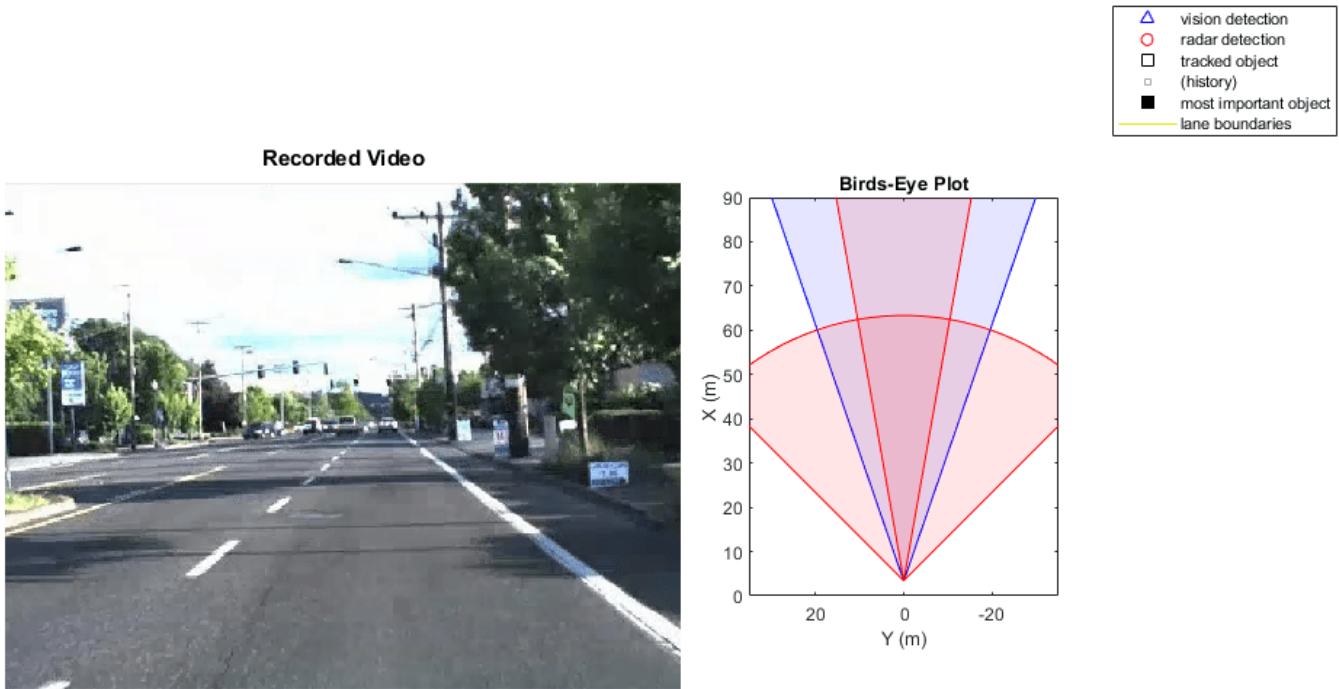 vision detection
radar detection
tracked object
(history)
most important object
lane boundaries
Recorded Video
Birds-Eye Plot
90
80
70
60
50
40
30
20
10
0
X (m)
20
0
-20
Y (m)